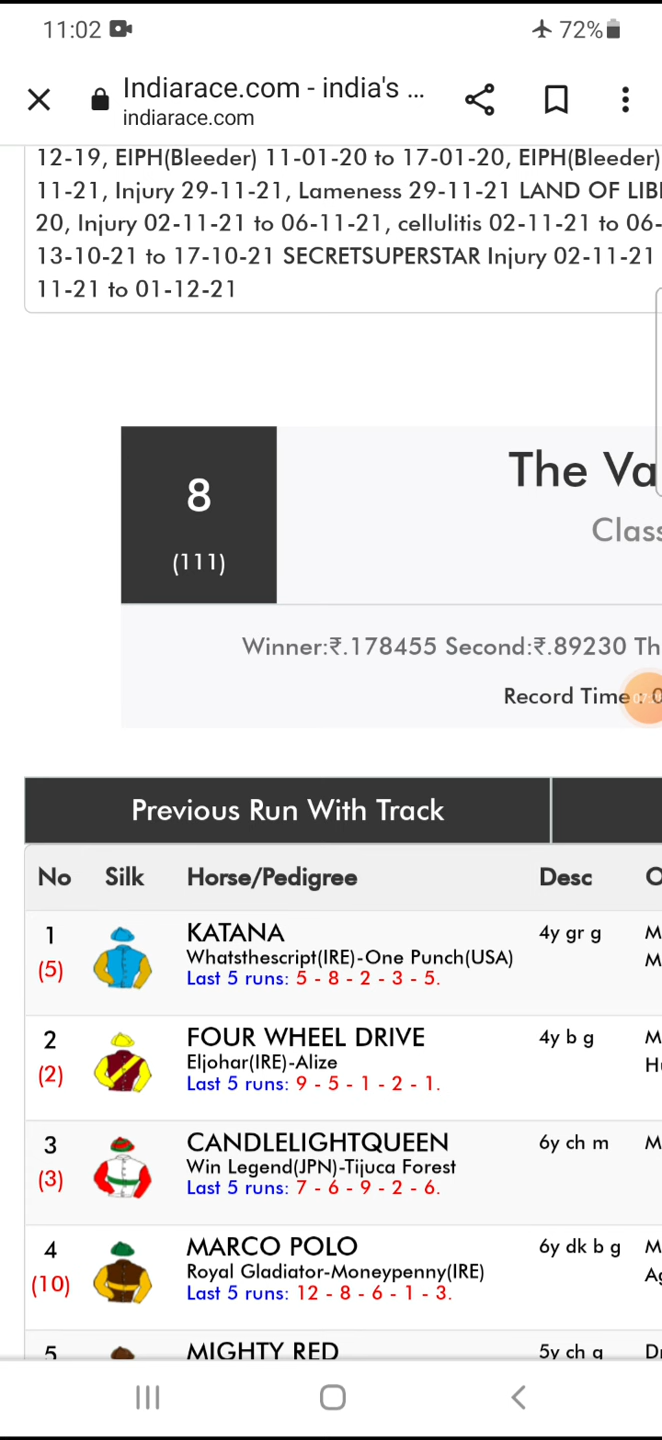 11:02 72%
Indiarace.com - india's ...
indiarace.com
12-19, EIPH(Bleeder) 11-01-20 to 17-01-20, EIPH(Bleeder)
11-21, Injury 29-11-21, Lameness 29-11-21 LAND OF LIB
20, Injury 02-11-21 to 06-11-21, cellulitis 02-11-21 to 06-
13-10-21 to 17-10-21 SECRETSUPERSTAR Injury 02-11-21
11-21 to 01-12-21
8
(111)
The Va
Class
Winner:₹.178455 Second:₹.89230 Th
Record Time : 0
Previous Run With Track
No Silk Horse/Pedigree Desc O
1 KATANA 4y gr g M
(5) Whatsthescript(IRE)-One Punch(USA) M
Last 5 runs: 5 - 8 - 2 - 3 - 5.
2 FOUR WHEEL DRIVE 4y b g M
(2) Eljohar(IRE)-Alize H
Last 5 runs: 9 - 5 - 1 - 2 - 1.
3 CANDLELIGHTQUEEN 6y ch m M
(3) Win Legend(JPN)-Tijuca Forest
Last 5 runs: 7 - 6 - 9 - 2 - 6.
4 MARCO POLO 6y dk b g M
(10) Royal Gladiator-Moneypenny(IRE) Ag
Last 5 runs: 12 - 8 - 6 - 1 - 3.
5 MIGHTY RED 5y ch g D